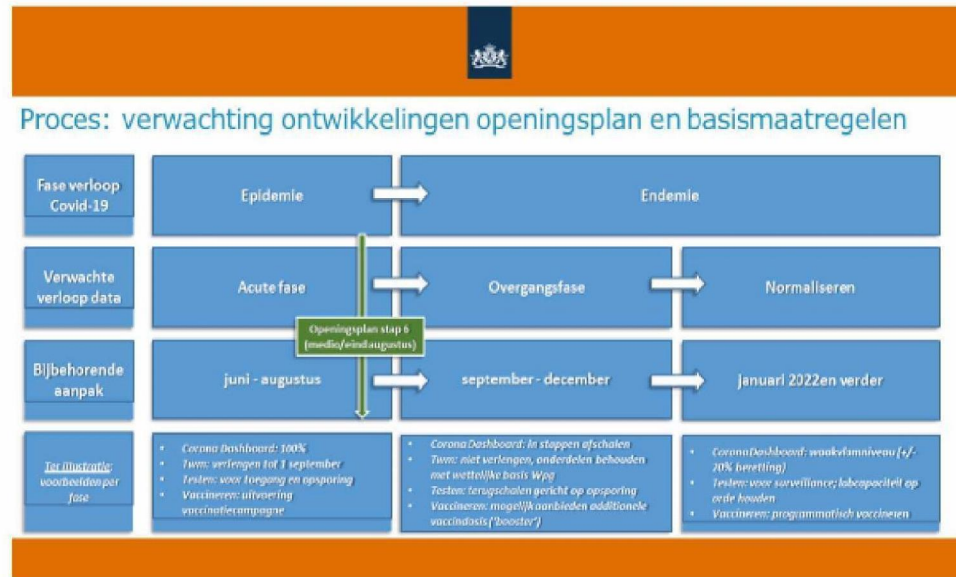 Proces: verwachting ontwikkelingen openingsplan en basismaatregelen
Fase verloop
Covid-19
Epidemie
Endemie
Verwachte
verloop data
Acute fase
Overgangsfase
Normaliseren
Openingsplan stap 6
(medio/eind augustus)
Bijbehorende
aanpak
juni - augustus
september - december
januari 2022 en verder
Ter illustratie:
voorbeelden per
fase
• Corona Dashboard: 100%
• Twm: verlengen tot 1 september
• Testen: voor toegang en opsporing
• Vaccineren: uitvoering
vaccinatiecampagne
• Corona Dashboard: in stappen afschalen
• Twm: niet verlengen, onderdelen behouden
met wettelijke basis Wpg
• Testen: terugschalen gericht op opsporing
• Vaccineren: mogelijk aanbieden additionele
vaccindosis ('booster')
• Corona Dashboard: waakvlamniveau (+/-
20% bezetting)
• Testen: voor surveillance; labcapaciteit op
orde houden
• Vaccineren: programmatisch vaccineren